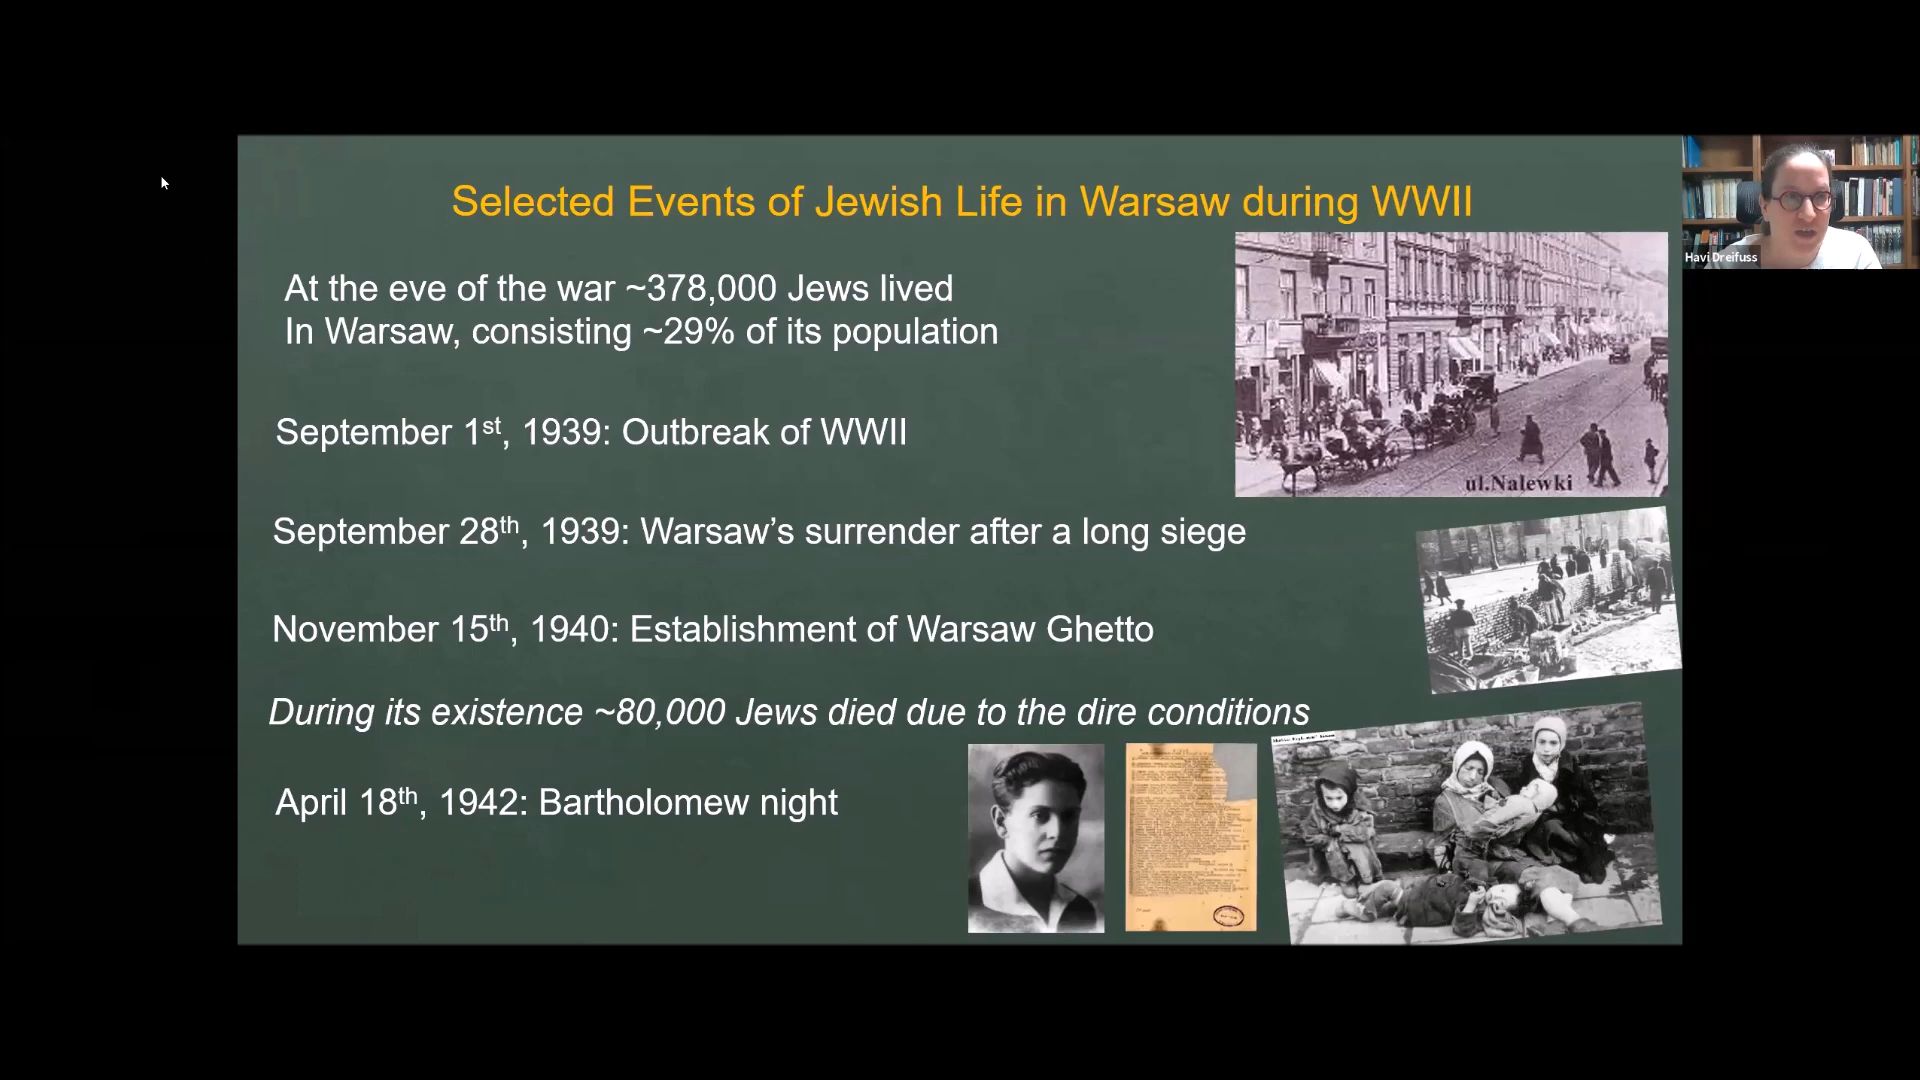 Selected Events of Jewish Life in Warsaw during WWII
At the eve of the war ~378,000 Jews lived
In Warsaw, consisting ~29% of its population
September 1st, 1939: Outbreak of WWII
September 28th, 1939: Warsaw’s surrender after a long siege
November 15th, 1940: Establishment of Warsaw Ghetto
During its existence ~80,000 Jews died due to the dire conditions
April 18th, 1942: Bartholomew night
ul.Nalewki
Havi Dreifuss